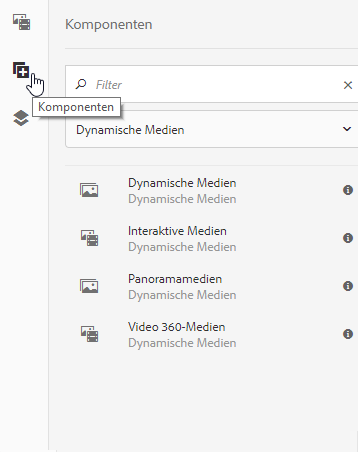 Komponenten
Filter
Komponenten
Dynamische Medien
Dynamische Medien
Dynamische Medien
Interaktive Medien
Dynamische Medien
Panoramamedien
Dynamische Medien
Video 360-Medien
Dynamische Medien